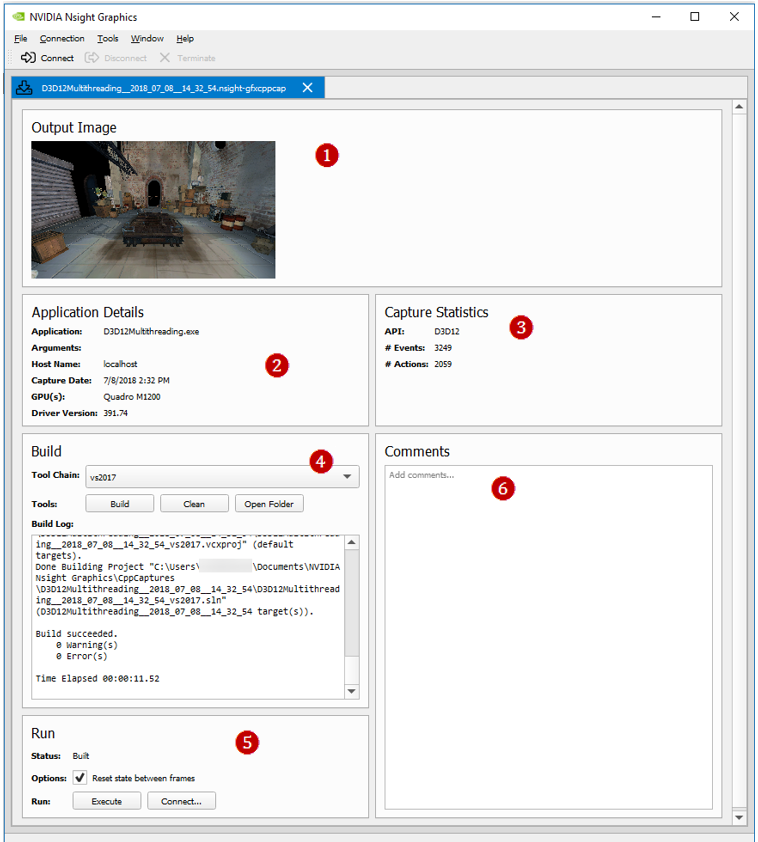 NVIDIA Nsight Graphics
File Connection Tools Window Help
Connect Disconnect Terminate
D3D12Multithreading__2018_07_08__14_32_54.nsight-gfxcppcap
Output Image
1
Application Details
Application: D3D12Multithreading.exe
Arguments:
Host Name: localhost
2
Capture Date: 7/8/2018 2:32 PM
GPU(s): Quadro M1200
Driver Version: 391.74
Capture Statistics
3
API: D3D12
# Events: 3249
# Actions: 2059
Build
4
Tool Chain: vs2017
Tools: Build Clean Open Folder
Build Log:
ing__2018_07_08__14_32_54_vs2017.vcxproj" (default
targets).
Done Building Project "C:\Users\ \Documents\NVIDIA
Nsight Graphics\CppCaptures
\D3D12Multithreading__2018_07_08__14_32_54\D3D12Multithread
ing__2018_07_08__14_32_54_vs2017.sln"
(D3D12Multithreading__2018_07_08__14_32_54 target(s)).
Build succeeded.
0 Warning(s)
0 Error(s)
Time Elapsed 00:00:11.52
Comments
Add comments...
6
Run
5
Status: Built
Options: Reset state between frames
Run: Execute Connect...